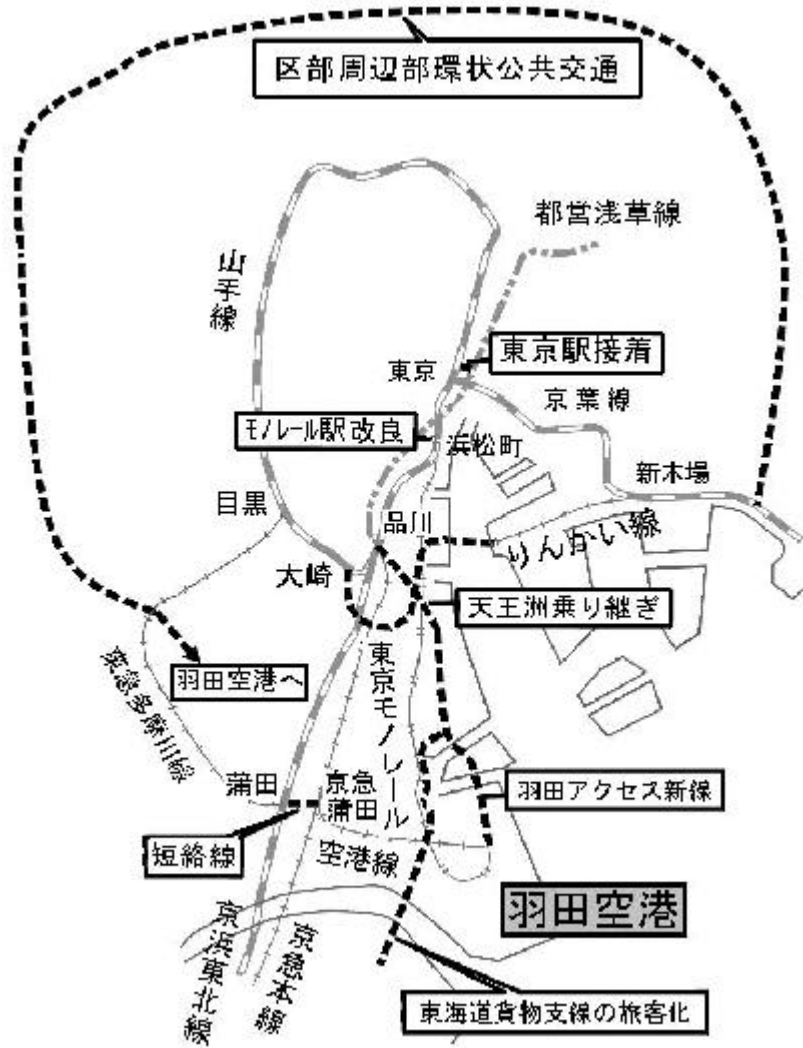 区部周辺部環状公共交通
都営浅草線
山手線
東京駅接着
東京
京葉線
モノレール駅改良
浜松町
新木場
目黒
品川
りんかい線
大崎
天王洲乗り継ぎ
東急多摩川線
羽田空港へ
東京モノレール
蒲田
京急
蒲田
羽田アクセス新線
短絡線
空港線
羽田空港
京浜東北線
京急本線
東海道貨物支線の旅客化